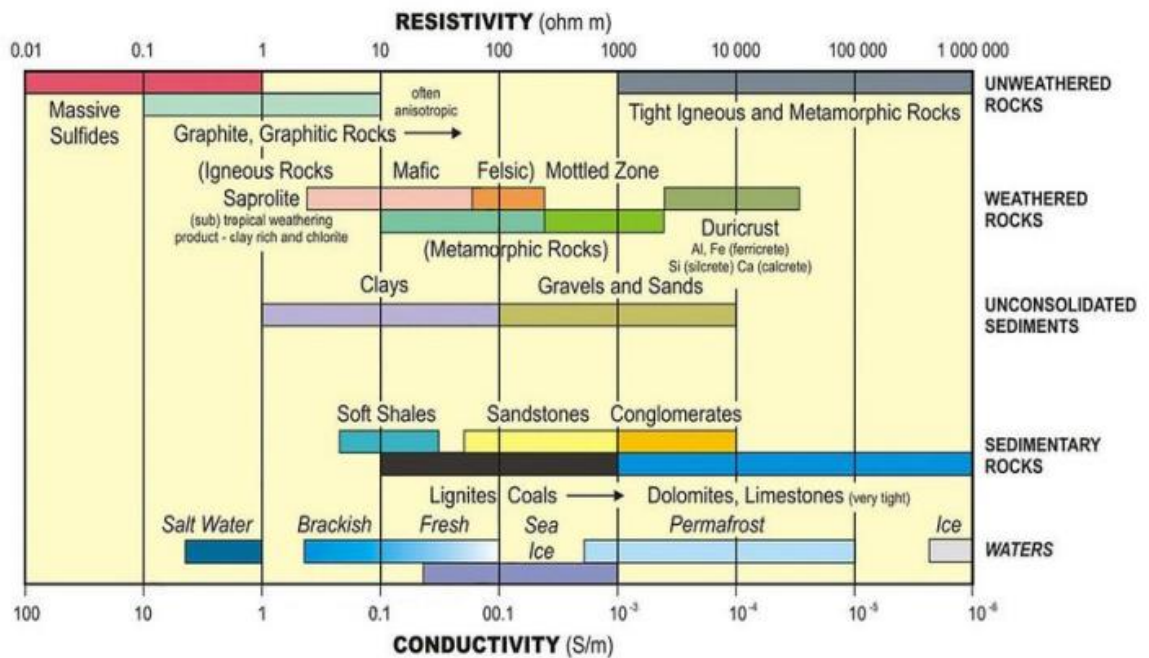 RESISTIVITY (ohm m)
0.01 0.1 1 10 100 1000 10 000 100 000 1 000 000
UNWEATHERED
ROCKS
Massive
Sulfides
often
anisotropic
Graphite, Graphitic Rocks
Tight Igneous and Metamorphic Rocks
(Igneous Rocks Mafic Felsic) Mottled Zone
Saprolite
(sub) tropical weathering
product - clay rich and chlorite
WEATHERED
ROCKS
Duricrust
Al, Fe (ferricrete)
Si (silcrete) Ca (calcrete)
(Metamorphic Rocks)
Clays Gravels and Sands
UNCONSOLIDATED
SEDIMENTS
Soft Shales Sandstones Conglomerates
SEDIMENTARY
ROCKS
Lignites Coals Dolomites, Limestones (very tight)
Salt Water Brackish Fresh Sea Permafrost Ice
Ice
WATERS
100 10 1 0.1 00.1 10⁻³ 10⁻⁴ 10⁻⁵ 10⁻⁶
CONDUCTIVITY (S/m)